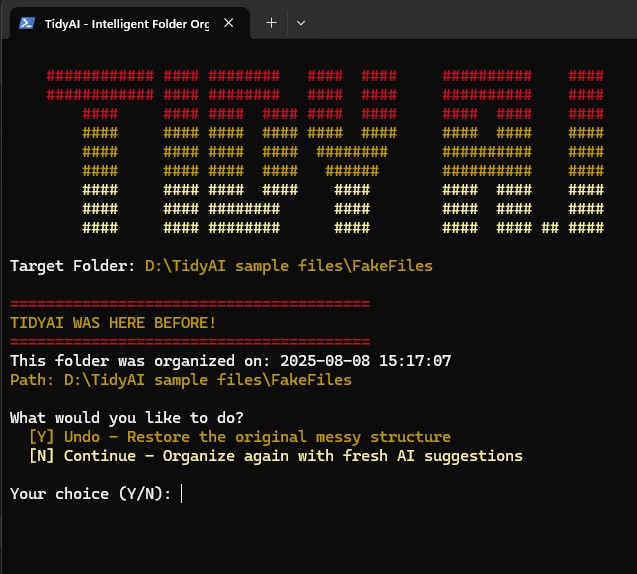 TidyAI - Intelligent Folder Org
TIDY A.I
Target Folder: D:\TidyAI sample files\FakeFiles
========================================
TIDYAI WAS HERE BEFORE!
========================================
This folder was organized on: 2025-08-08 15:17:07
Path: D:\TidyAI sample files\FakeFiles
What would you like to do?
[Y] Undo - Restore the original messy structure
[N] Continue - Organize again with fresh AI suggestions
Your choice (Y/N):